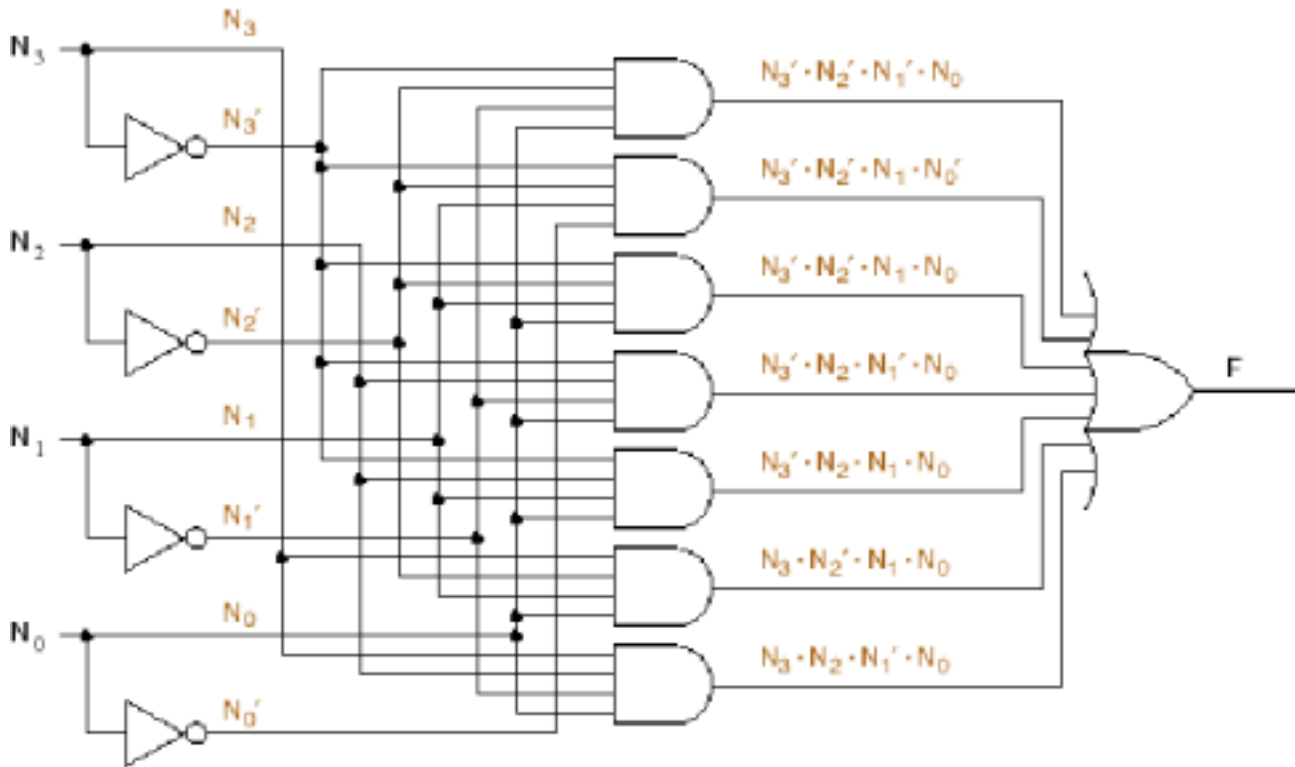 N₃
N₃
N₃′
N₂
N₂
N₂′
N₁
N₁
N₁′
N₀
N₀
N₀′
N₃′ · N₂′ · N₁′ · N₀
N₃′ · N₂′ · N₁ · N₀′
N₃′ · N₂′ · N₁ · N₀
N₃′ · N₂ · N₁′ · N₀
N₃′ · N₂ · N₁ · N₀
N₃ · N₂′ · N₁ · N₀
N₃ · N₂ · N₁′ · N₀
F